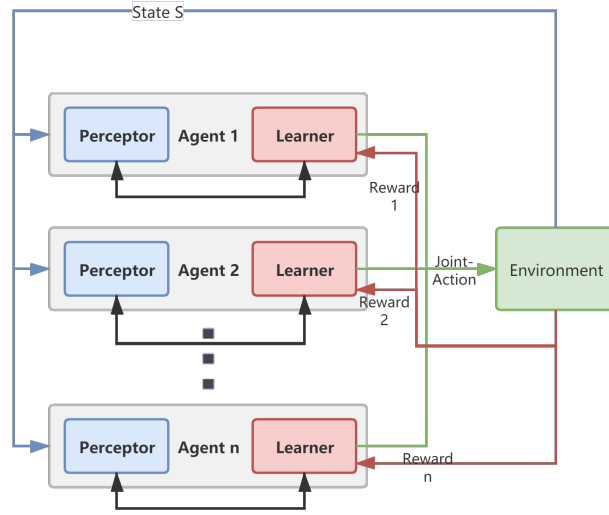 State S
Perceptor Agent 1 Learner
Reward
1
Perceptor Agent 2 Learner
Joint-
Action
Environment
Reward
2
Perceptor Agent n Learner
Reward
n